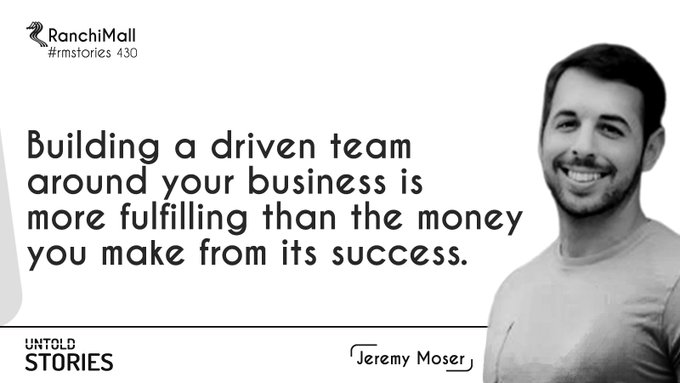 RanchiMall
#rmstories 430
Building a driven team
around your business is
more fulfilling than the money
you make from its success.
UNTOLD
STORIES
Jeremy Moser